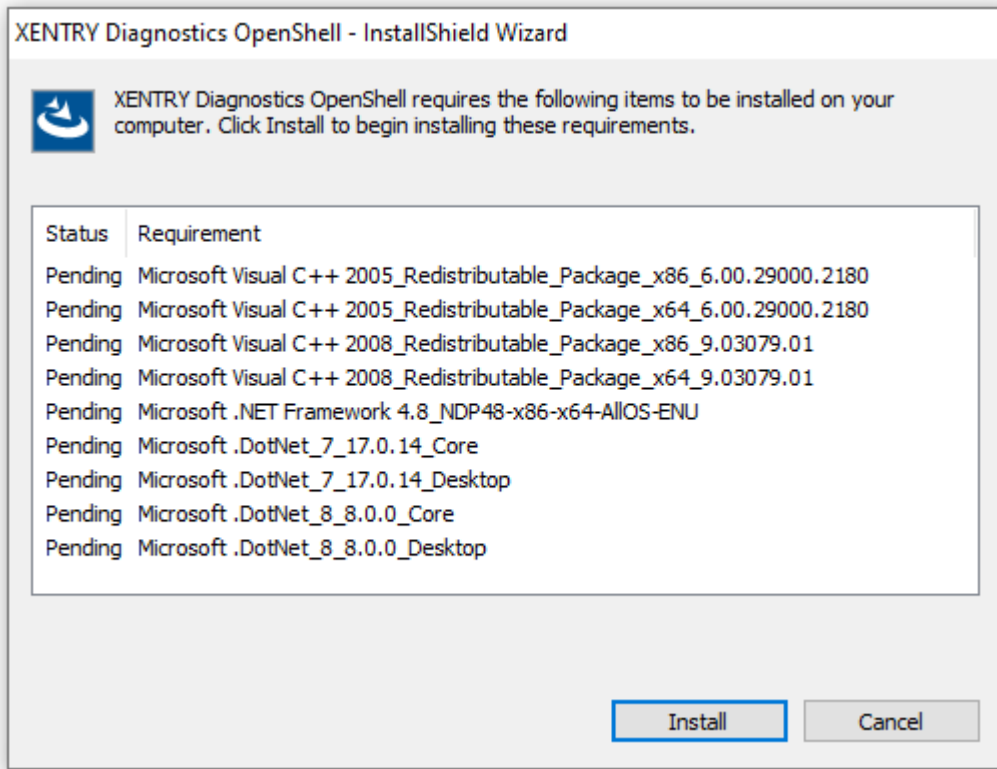 XENTRY Diagnostics OpenShell - InstallShield Wizard
XENTRY Diagnostics OpenShell requires the following items to be installed on your
computer. Click Install to begin installing these requirements.
Status Requirement
Pending Microsoft Visual C++ 2005_Redistributable_Package_x86_6.00.29000.2180
Pending Microsoft Visual C++ 2005_Redistributable_Package_x64_6.00.29000.2180
Pending Microsoft Visual C++ 2008_Redistributable_Package_x86_9.03079.01
Pending Microsoft Visual C++ 2008_Redistributable_Package_x64_9.03079.01
Pending Microsoft .NET Framework 4.8_NDP48-x86-x64-AllOS-ENU
Pending Microsoft .DotNet_7_17.0.14_Core
Pending Microsoft .DotNet_7_17.0.14_Desktop
Pending Microsoft .DotNet_8_8.0.0_Core
Pending Microsoft .DotNet_8_8.0.0_Desktop
Install Cancel